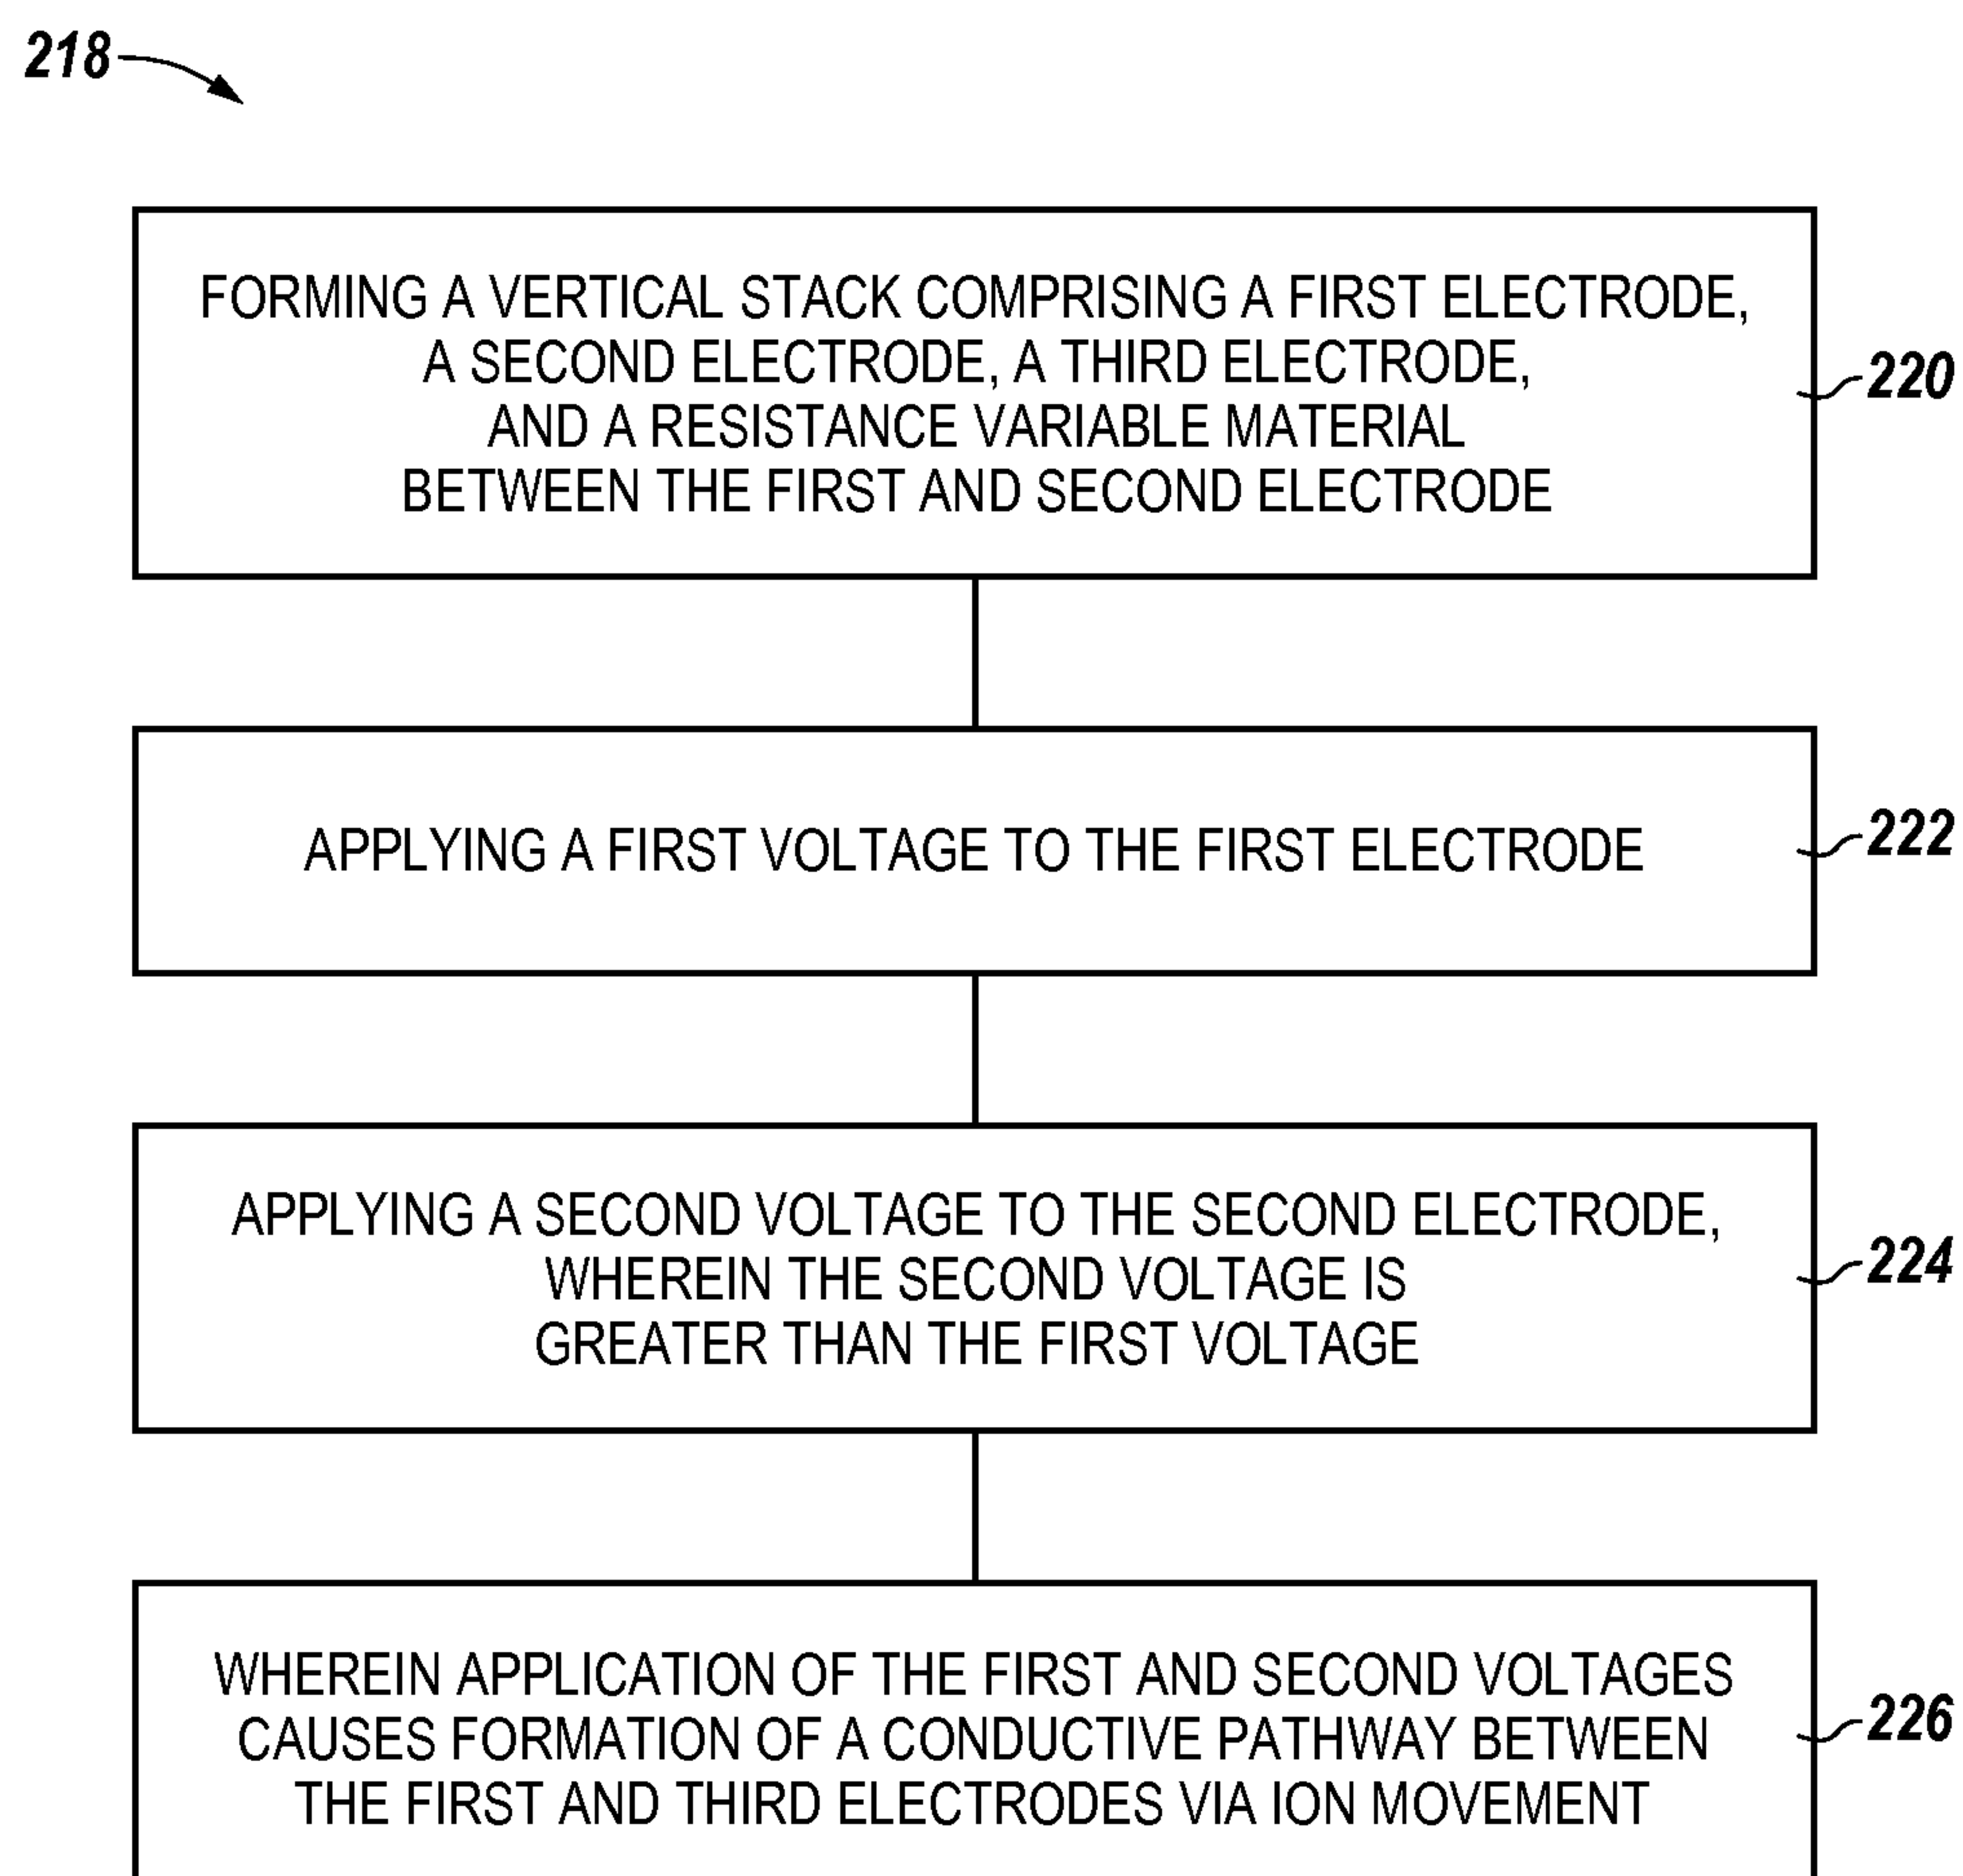 218
FORMING A VERTICAL STACK COMPRISING A FIRST ELECTRODE,
A SECOND ELECTRODE, A THIRD ELECTRODE,
AND A RESISTANCE VARIABLE MATERIAL
BETWEEN THE FIRST AND SECOND ELECTRODE
220
APPLYING A FIRST VOLTAGE TO THE FIRST ELECTRODE
222
APPLYING A SECOND VOLTAGE TO THE SECOND ELECTRODE,
WHEREIN THE SECOND VOLTAGE IS
GREATER THAN THE FIRST VOLTAGE
224
WHEREIN APPLICATION OF THE FIRST AND SECOND VOLTAGES
CAUSES FORMATION OF A CONDUCTIVE PATHWAY BETWEEN
THE FIRST AND THIRD ELECTRODES VIA ION MOVEMENT
226